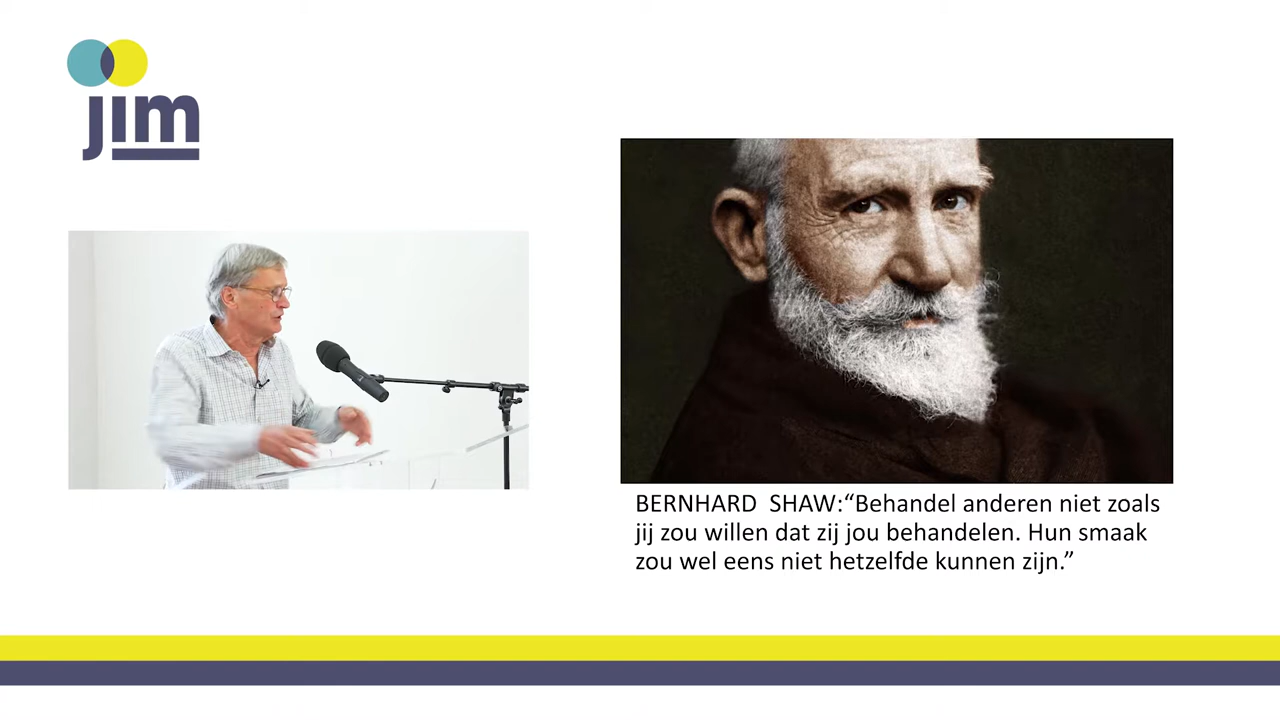 jim
BERNHARD  SHAW:“Behandel anderen niet zoals
jij zou willen dat zij jou behandelen. Hun smaak
zou wel eens niet hetzelfde kunnen zijn.”